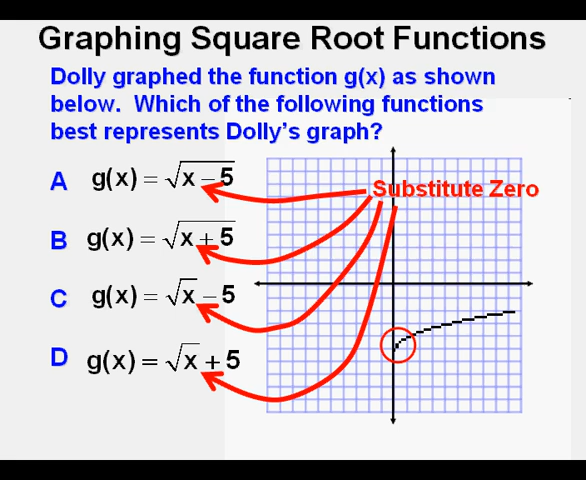 Graphing Square Root Functions
Dolly graphed the function g(x) as shown
below. Which of the following functions
best represents Dolly's graph?
A g(x) = √(x – 5)
Substitute Zero
B g(x) = √(x + 5)
C g(x) = √x – 5
D g(x) = √x + 5